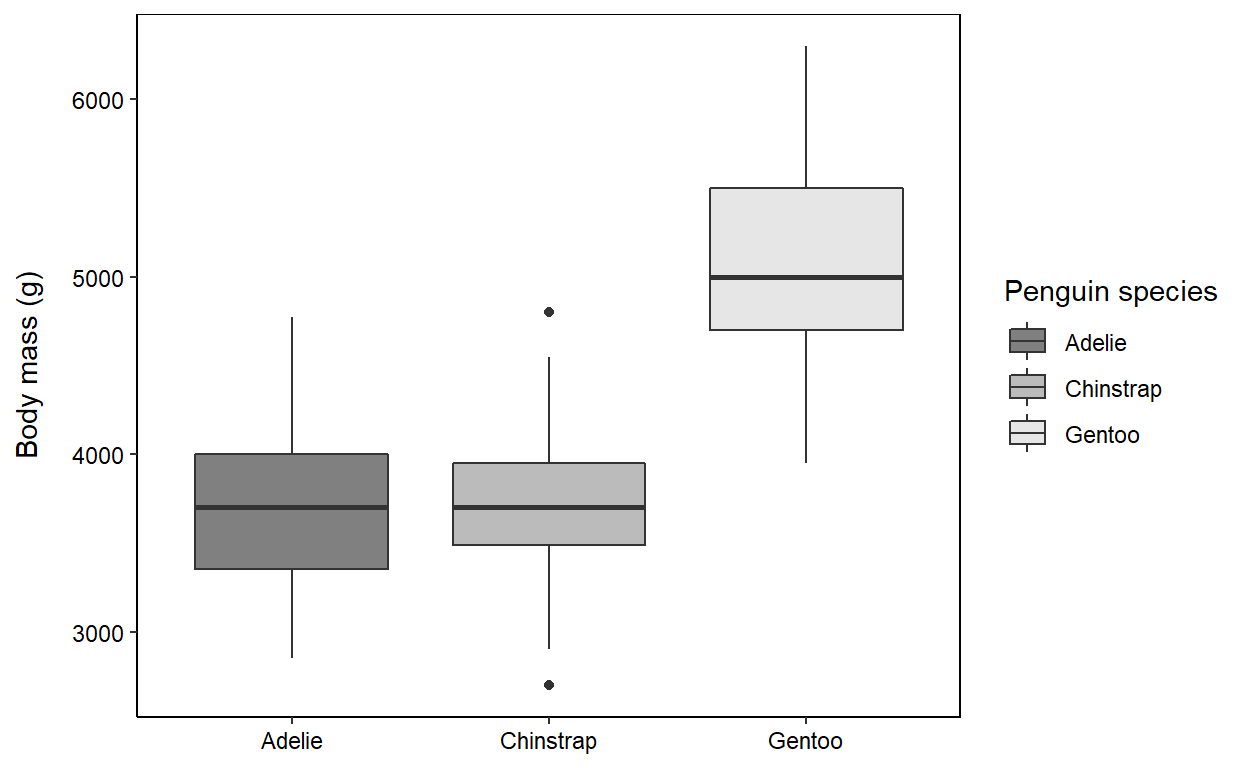 Body mass (g)
6000
5000
4000
3000
Adelie
Chinstrap
Gentoo
Penguin species
Adelie
Chinstrap
Gentoo